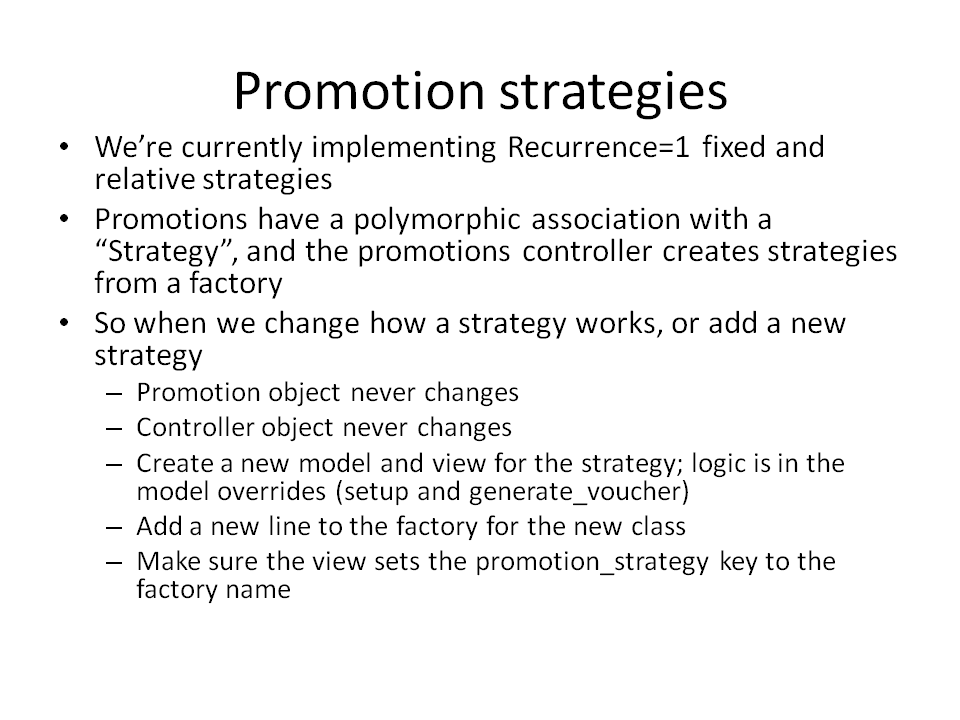 Promotion strategies
• We’re currently implementing Recurrence=1 fixed and
relative strategies
• Promotions have a polymorphic association with a
“Strategy”, and the promotions controller creates strategies
from a factory
• So when we change how a strategy works, or add a new
strategy
– Promotion object never changes
– Controller object never changes
– Create a new model and view for the strategy; logic is in the
model overrides (setup and generate_voucher)
– Add a new line to the factory for the new class
– Make sure the view sets the promotion_strategy key to the
factory name